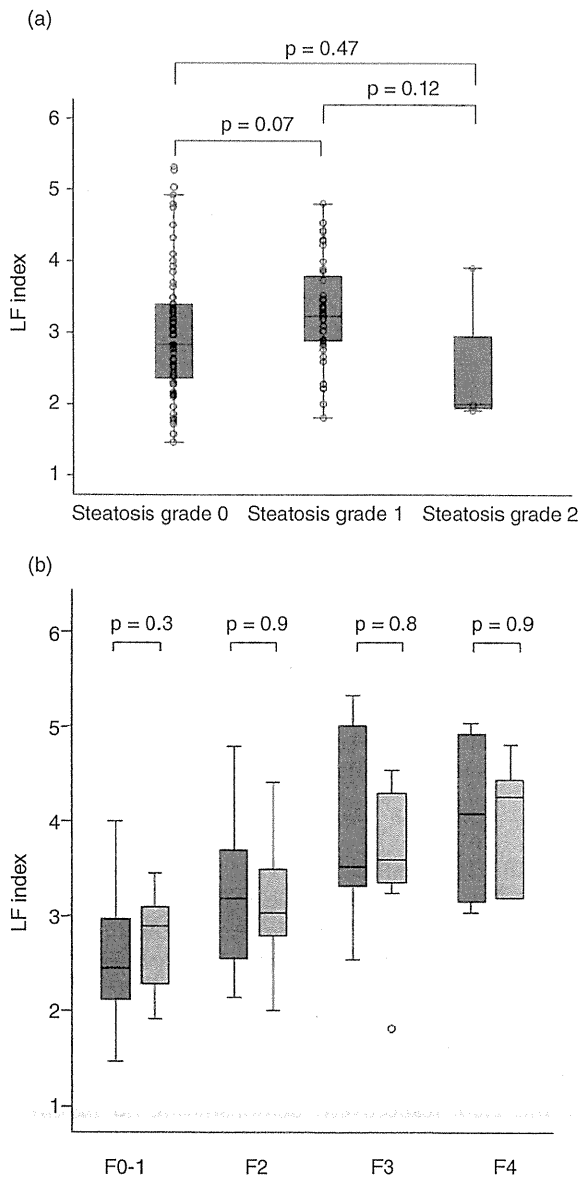 (a)
p = 0.47
p = 0.12
p = 0.07
6
5
4
3
2
1
LF index
Steatosis grade 0 Steatosis grade 1 Steatosis grade 2
(b)
p = 0.3 p = 0.9 p = 0.8 p = 0.9
6
5
4
3
2
1
LF index
F0-1 F2 F3 F4